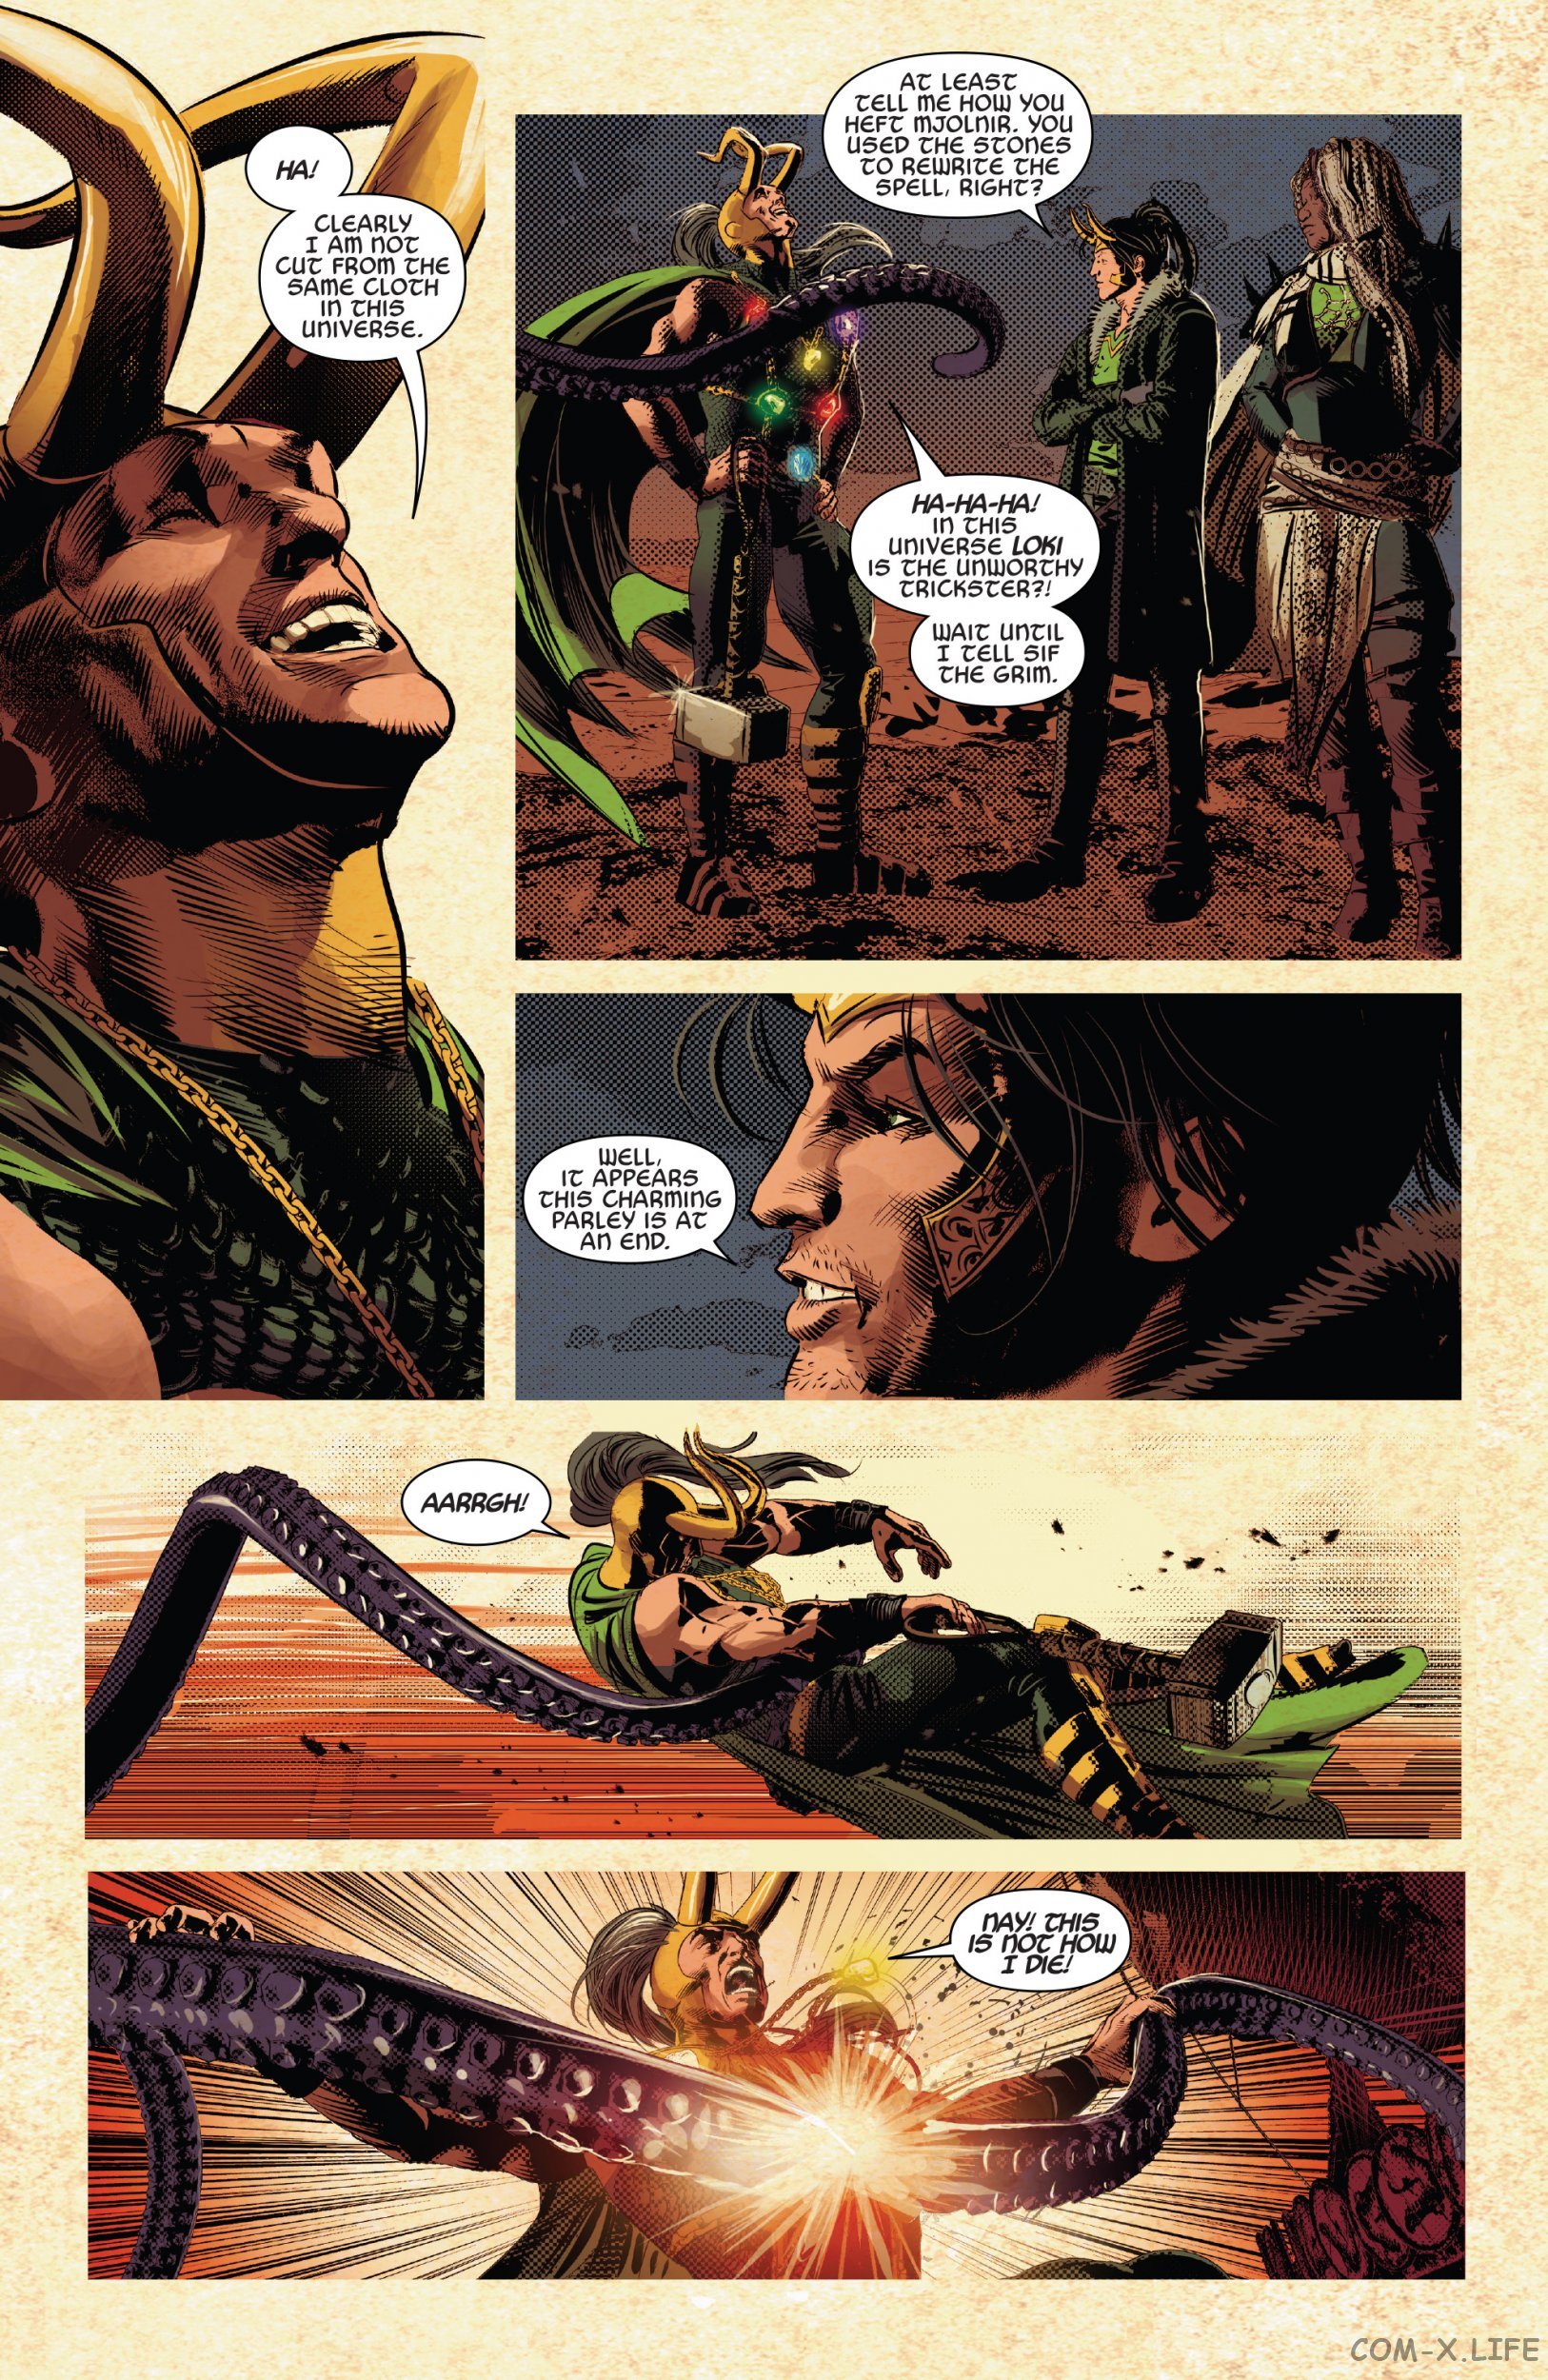 HA!
CLEARLY
I AM NOT
CUT FROM THE
SAME CLOTH
IN THIS
UNIVERSE.
AT LEAST
TELL ME HOW YOU
HEFT MJOLNIR. YOU
USED THE STONES
TO REWRITE THE
SPELL, RIGHT?
HA-HA-HA!
IN THIS
UNIVERSE LOKI
IS THE UNWORTHY
TRICKSTER?!
WAIT UNTIL
I TELL SIF
THE GRIM.
WELL,
IT APPEARS
THIS CHARMING
PARLEY IS AT
AN END.
AARRGH!
NAY! THIS
IS NOT HOW
I DIE!
COM-X.LIFE